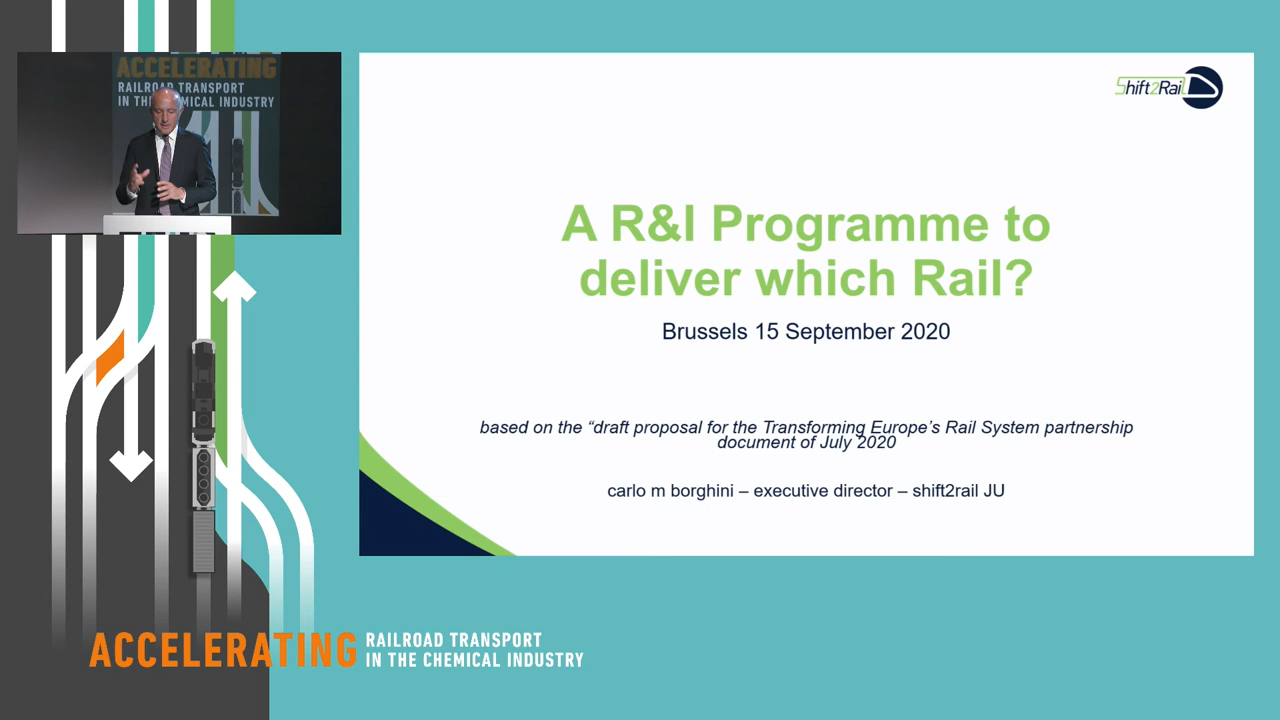 ACCELERATING
RAILROAD TRANSPORT
IN THE CHEMICAL INDUSTRY
Shift2Rail
A R&I Programme to
deliver which Rail?
Brussels 15 September 2020
based on the “draft proposal for the Transforming Europe’s Rail System partnership
document of July 2020
carlo m borghini – executive director – shift2rail JU
ACCELERATING
RAILROAD TRANSPORT
IN THE CHEMICAL INDUSTRY